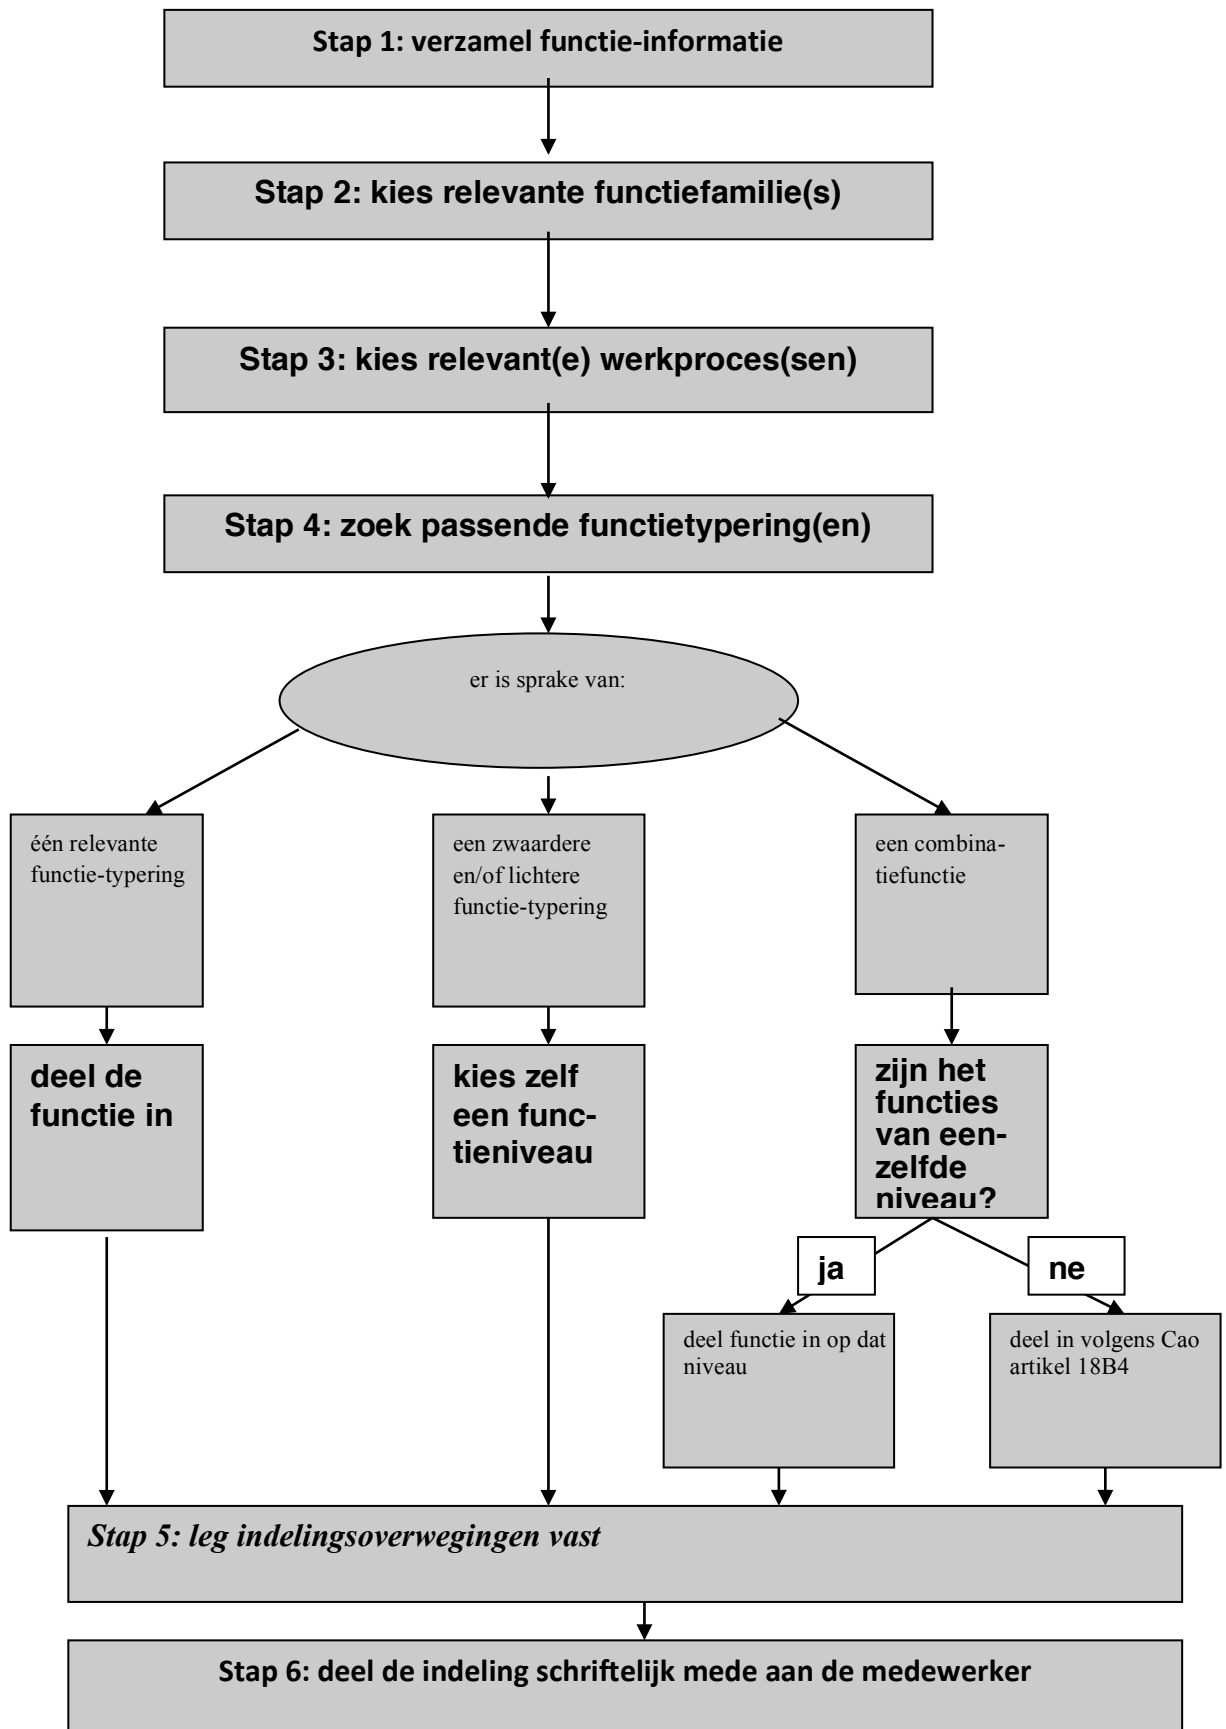 Stap 1: verzamel functie-informatie
Stap 2: kies relevante functiefamilie(s)
Stap 3: kies relevant(e) werkproces(sen)
Stap 4: zoek passende functietypering(en)
er is sprake van:
één relevante
functie-typering
een zwaardere
en/of lichtere
functie-typering
een combina-
tiefunctie
deel de
functie in
kies zelf
een func-
tieniveau
zijn het
functies
van een-
zelfde
niveau?
ja
ne
deel functie in op dat
niveau
deel in volgens Cao
artikel 18B4
Stap 5: leg indelingsoverwegingen vast
Stap 6: deel de indeling schriftelijk mede aan de medewerker